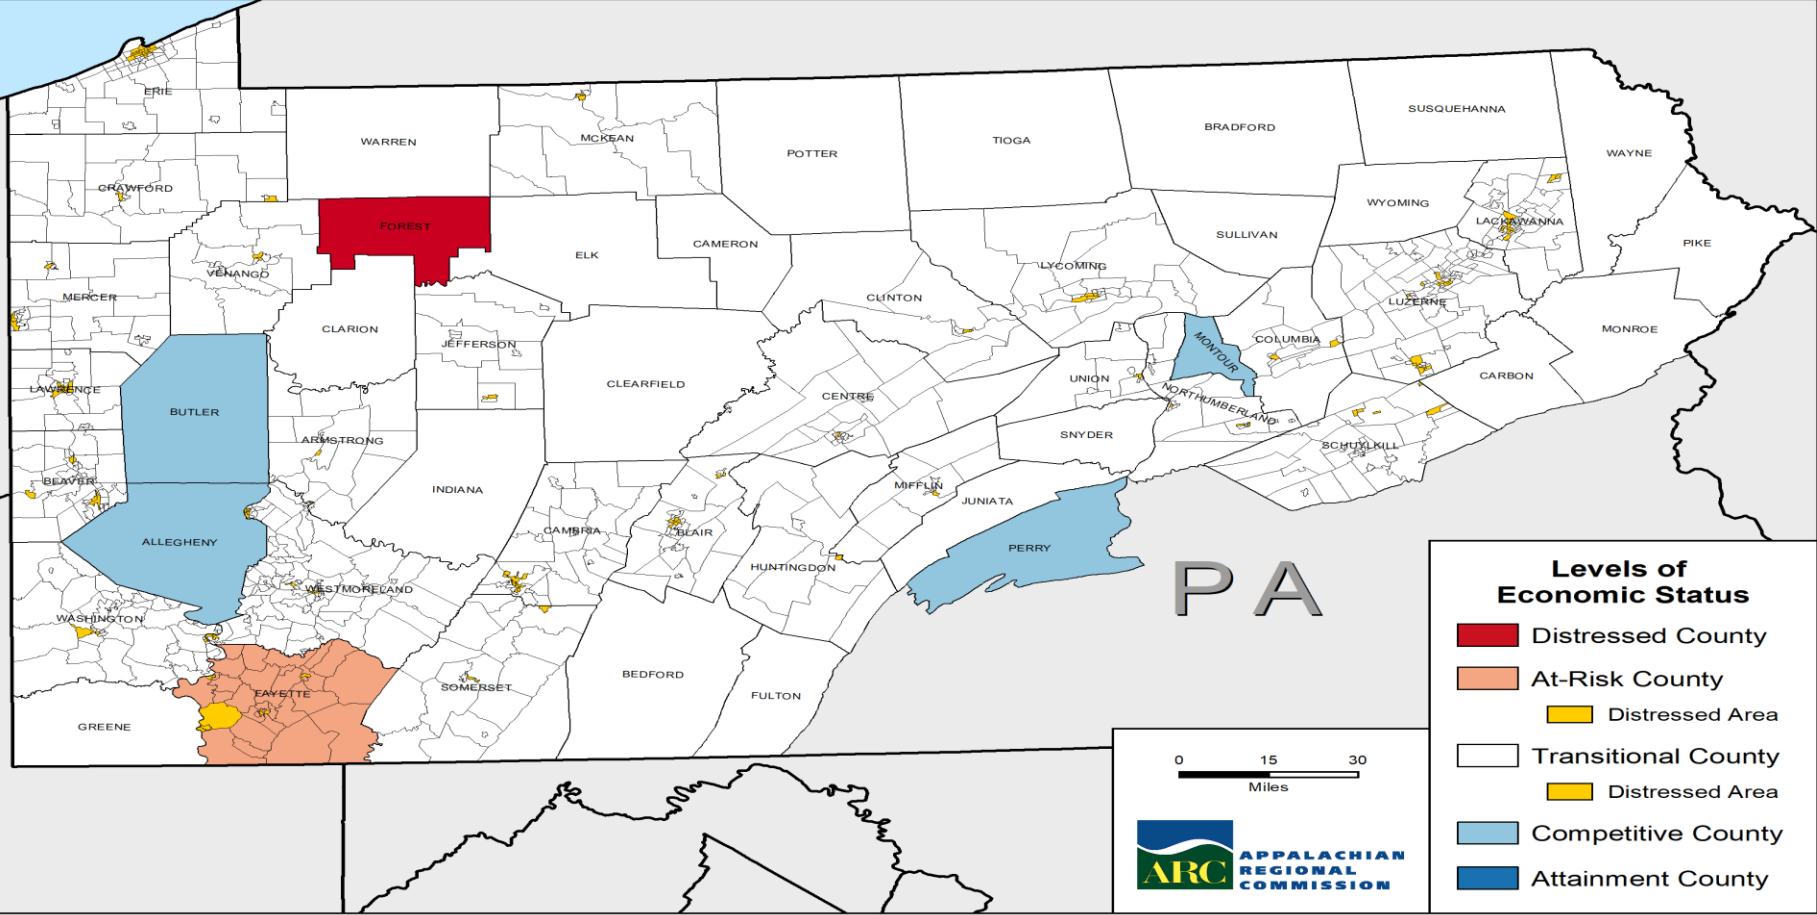 ERIE
WARREN
MCKEAN
POTTER
TIOGA
BRADFORD
SUSQUEHANNA
WAYNE
CRAWFORD
FOREST
ELK
CAMERON
LYCOMING
SULLIVAN
WYOMING
LACKAWANNA
PIKE
VENANGO
MERCER
CLARION
JEFFERSON
CLINTON
LUZERNE
MONROE
COLUMBIA
MONTOUR
LAWRENCE
BUTLER
CLEARFIELD
CENTRE
UNION
NORTHUMBERLAND
CARBON
ARMSTRONG
SNYDER
SCHUYLKILL
BEAVER
INDIANA
MIFFLIN
JUNIATA
ALLEGHENY
CAMBRIA
BLAIR
HUNTINGDON
PERRY
WESTMORELAND
WASHINGTON
PA
FAYETTE
SOMERSET
BEDFORD
FULTON
GREENE
Levels of
Economic Status
Distressed County
At-Risk County
Distressed Area
Transitional County
Distressed Area
Competitive County
Attainment County
0 15 30
Miles
ARC
APPALACHIAN
REGIONAL
COMMISSION